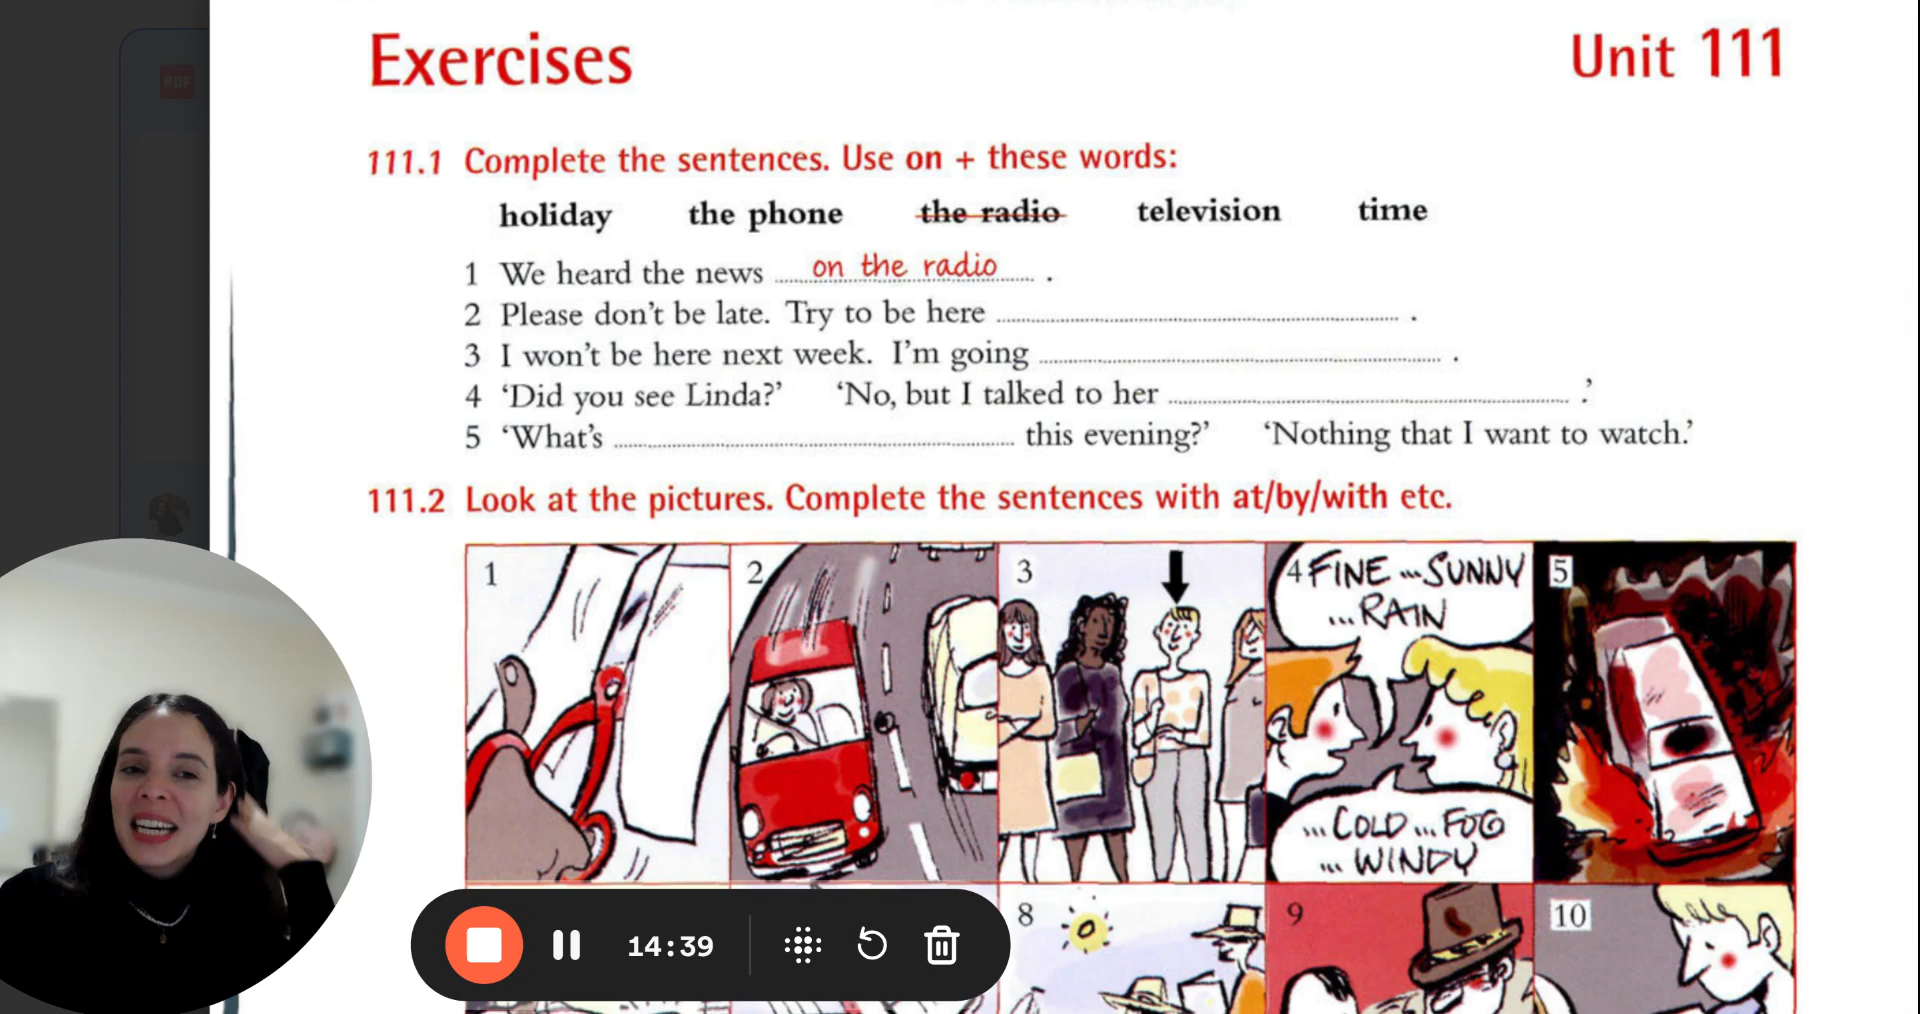 PDF
Exercises
Unit 111
111.1 Complete the sentences. Use on + these words:
holiday the phone the radio television time
1 We heard the news on the radio .
2 Please don't be late. Try to be here .
3 I won't be here next week. I'm going .
4 ‘Did you see Linda?’ ‘No, but I talked to her .’
5 ‘What's this evening?’ ‘Nothing that I want to watch.’
111.2 Look at the pictures. Complete the sentences with at/by/with etc.
1
2
3
4 FINE ... SUNNY
... RAIN
5
... COLD ... FOG
... WINDY
8
9
10
14:39